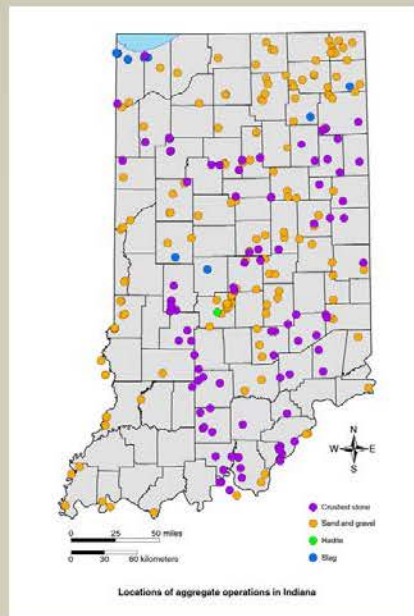 N
W E
S
Crushed stone
Sand and gravel
Haydite
Slag
0 25 50 miles
0 30 60 kilometers
Locations of aggregate operations in Indiana